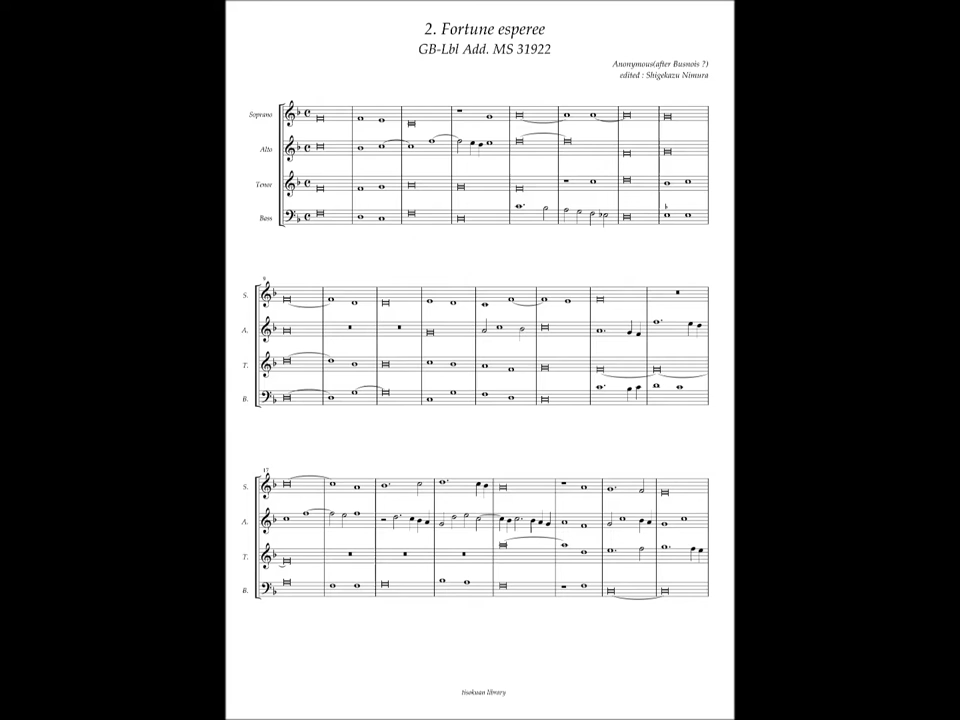 2. Fortune esperee
GB-Lbl Add. MS 31922
Anonymous(after Busnois ?)
edited : Shigekazu Nimura
Soprano
Alto
Tenor
Bass
9
S.
A.
T.
B.
17
S.
A.
T.
B.
tisokuan library